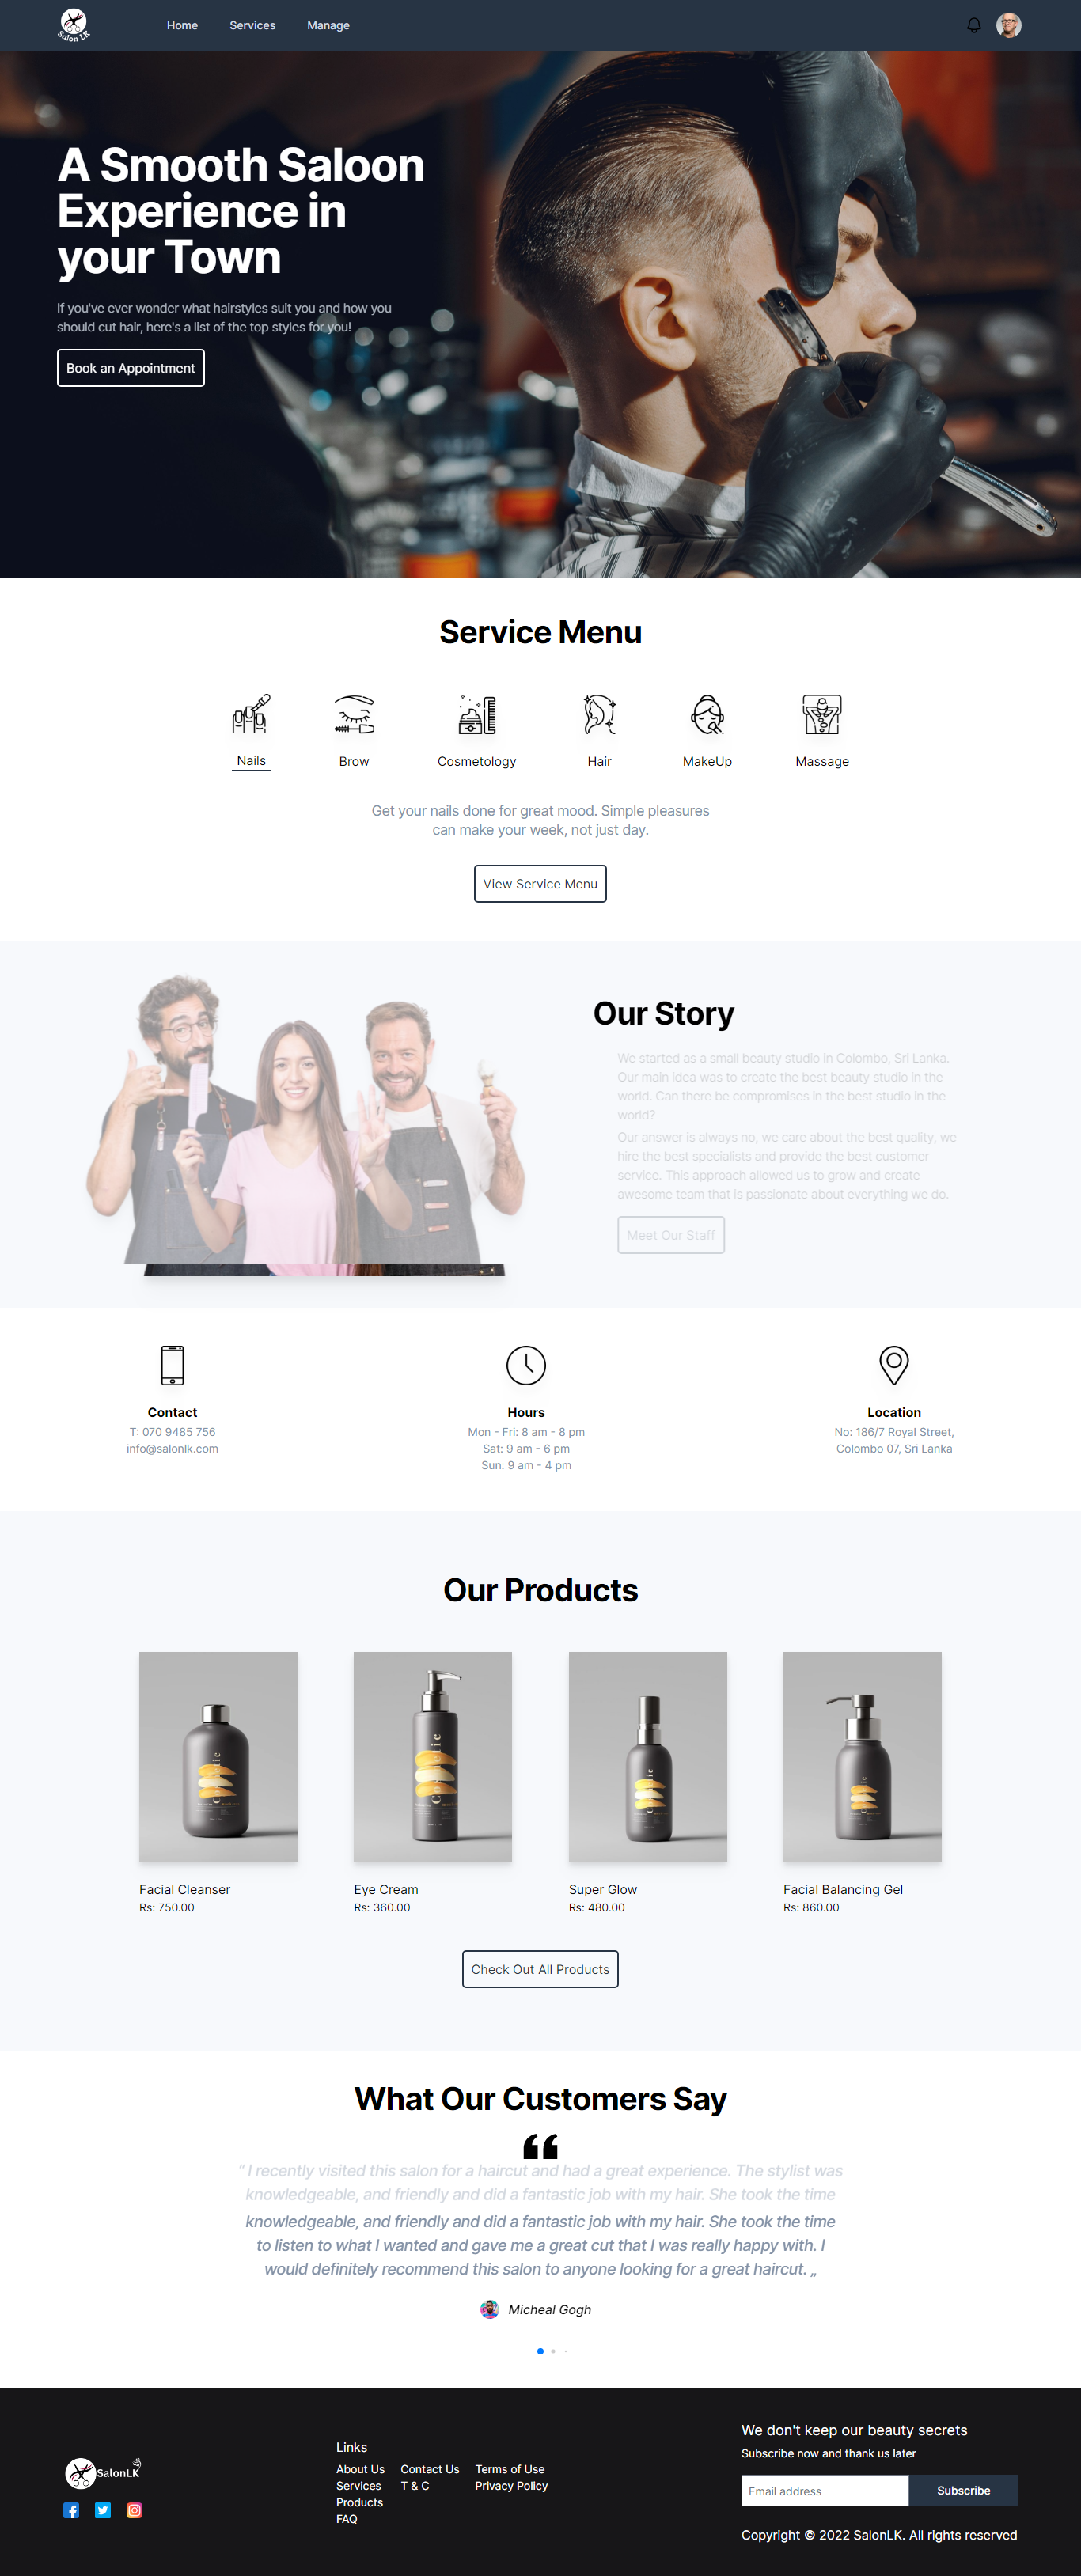 Salon LK
Home
Services
Manage
A Smooth Saloon
Experience in
your Town
If you've ever wonder what hairstyles suit you and how you
should cut hair, here's a list of the top styles for you!
Book an Appointment
Service Menu
Nails
Brow
Cosmetology
Hair
MakeUp
Massage
Get your nails done for great mood. Simple pleasures
can make your week, not just day.
View Service Menu
Our Story
We started as a small beauty studio in Colombo, Sri Lanka.
Our main idea was to create the best beauty studio in the
world. Can there be compromises in the best studio in the
world?
Our answer is always no, we care about the best quality, we
hire the best specialists and provide the best customer
service. This approach allowed us to grow and create
awesome team that is passionate about everything we do.
Meet Our Staff
Contact
T: 070 9485 756
info@salonlk.com
Hours
Mon - Fri: 8 am - 8 pm
Sat: 9 am - 6 pm
Sun: 9 am - 4 pm
Location
No: 186/7 Royal Street,
Colombo 07, Sri Lanka
Our Products
Facial Cleanser
Rs: 750.00
Eye Cream
Rs: 360.00
Super Glow
Rs: 480.00
Facial Balancing Gel
Rs: 860.00
Check Out All Products
What Our Customers Say
“ I recently visited this salon for a haircut and had a great experience. The stylist was
knowledgeable, and friendly and did a fantastic job with my hair. She took the time
knowledgeable, and friendly and did a fantastic job with my hair. She took the time
to listen to what I wanted and gave me a great cut that I was really happy with. I
would definitely recommend this salon to anyone looking for a great haircut. „
Micheal Gogh
SalonLK
Links
About Us
Services
Products
FAQ
Contact Us
T & C
Terms of Use
Privacy Policy
We don't keep our beauty secrets
Subscribe now and thank us later
Email address
Subscribe
Copyright © 2022 SalonLK. All rights reserved